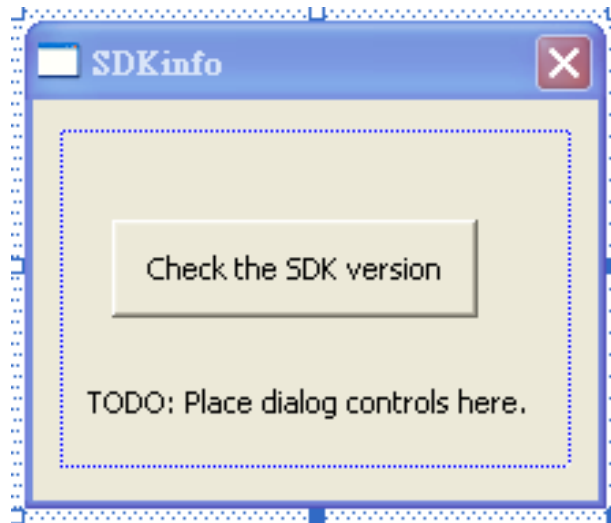 SDKinfo
Check the SDK version
TODO: Place dialog controls here.